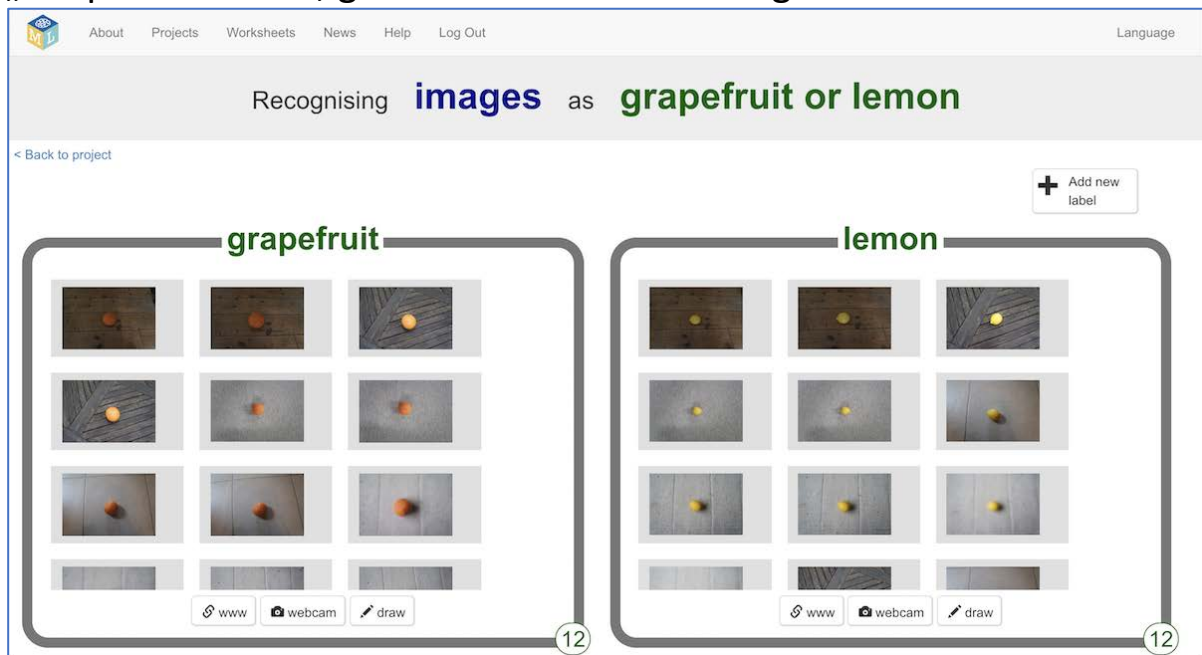 About Projects Worksheets News Help Log Out Language
Recognising images as grapefruit or lemon
< Back to project
Add new
label
grapefruit
www webcam draw
12
lemon
www webcam draw
12